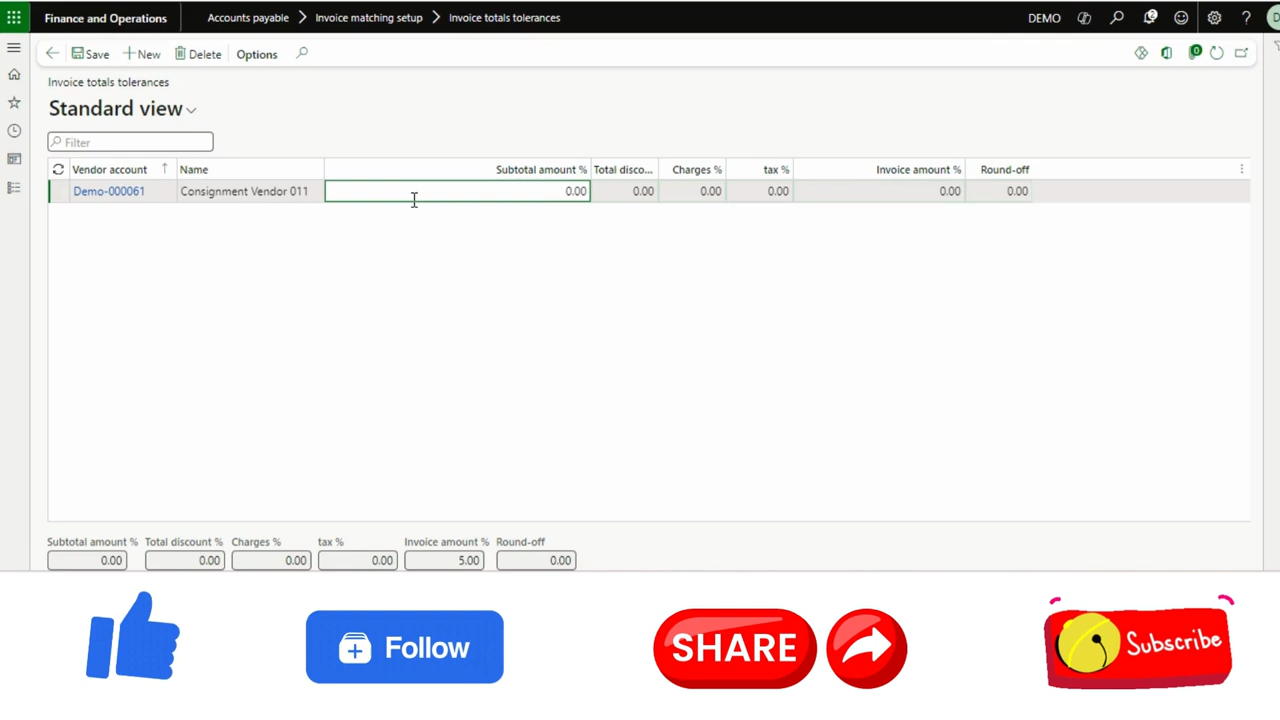 Finance and Operations Accounts payable Invoice matching setup Invoice totals tolerances DEMO 2 ?
Save New Delete Options 0
Invoice totals tolerances
Standard view
Filter
Vendor account Name Subtotal amount % Total disco... Charges % tax % Invoice amount % Round-off
Demo-000061 Consignment Vendor 011 0.00 0.00 0.00 0.00 0.00 0.00
Subtotal amount % Total discount % Charges % tax % Invoice amount % Round-off
0.00 0.00 0.00 0.00 5.00 0.00
Follow SHARE Subscribe